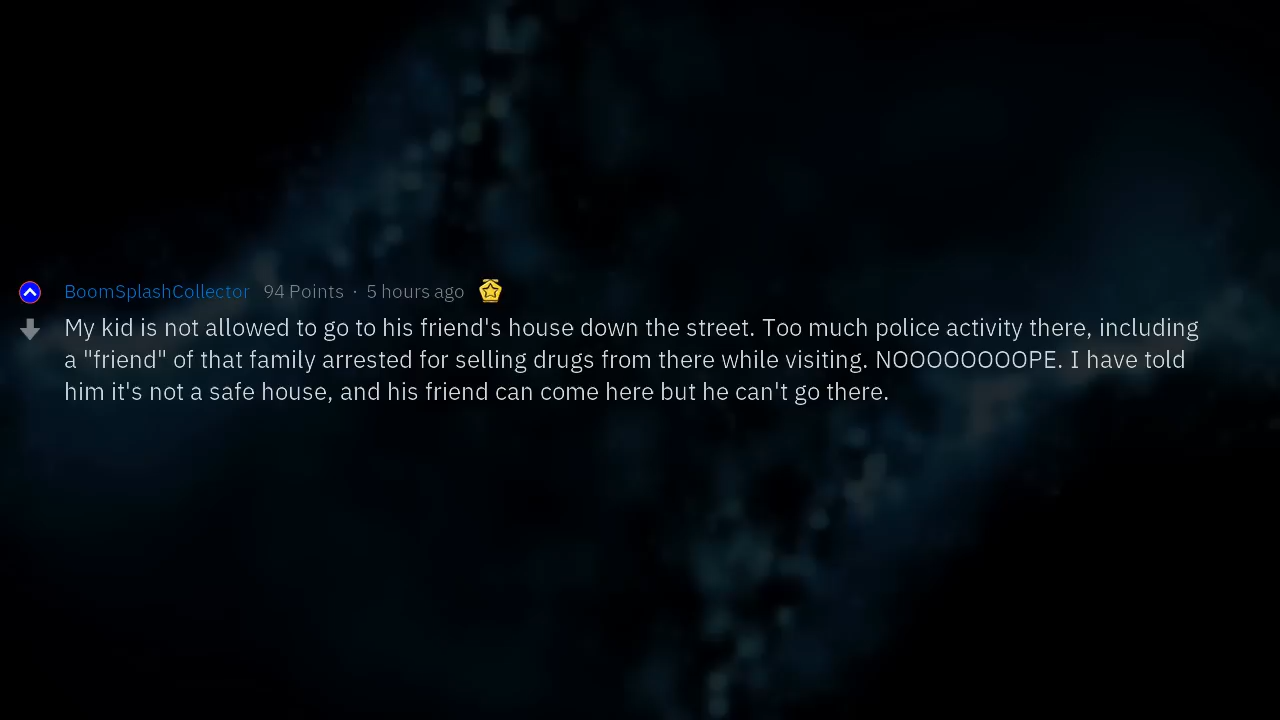 BoomSplashCollector 94 Points · 5 hours ago
My kid is not allowed to go to his friend's house down the street. Too much police activity there, including
a "friend" of that family arrested for selling drugs from there while visiting. NOOOOOOOOPE. I have told
him it's not a safe house, and his friend can come here but he can't go there.